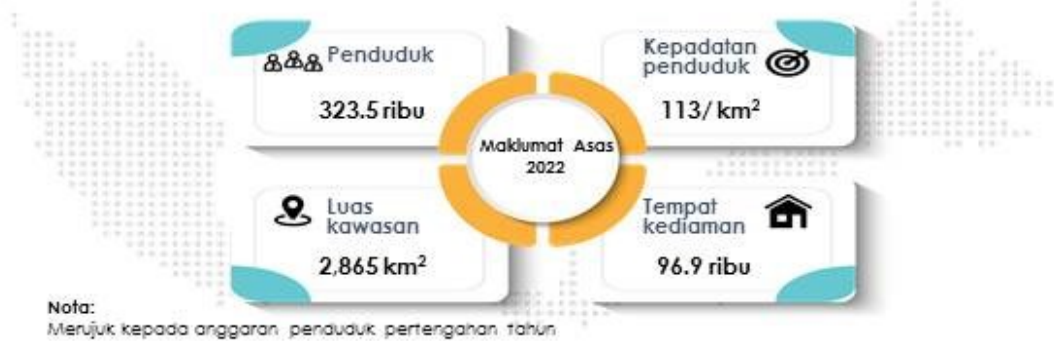 Penduduk
323.5 ribu
Kepadatan
penduduk
113/ km²
Maklumat Asas
2022
Luas
kawasan
2,865 km²
Tempat
kediaman
96.9 ribu
Nota:
Merujuk kepada anggaran penduduk pertengahan tahun